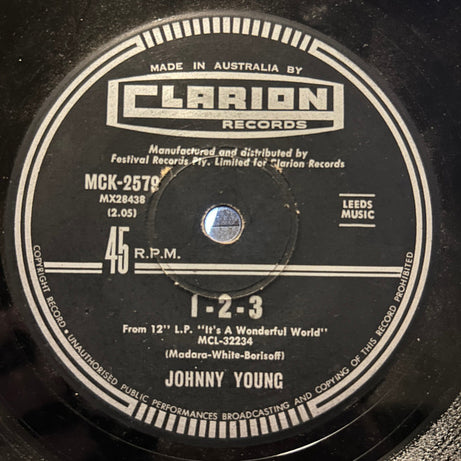 MADE IN AUSTRALIA BY
CLARION
RECORDS
Manufactured and distributed by
Festival Records Pty. Limited for Clarion Records
MCK-2579
MX28438
(2.05)
LEEDS
MUSIC
45 R.P.M.
1-2-3
From 12" L.P. "It's A Wonderful World"
MCL-32234
(Madara-White-Borisoff)
JOHNNY YOUNG
COPYRIGHT RECORD • UNAUTHORISED PUBLIC PERFORMANCES BROADCASTING AND COPYING OF THIS RECORD PROHIBITED